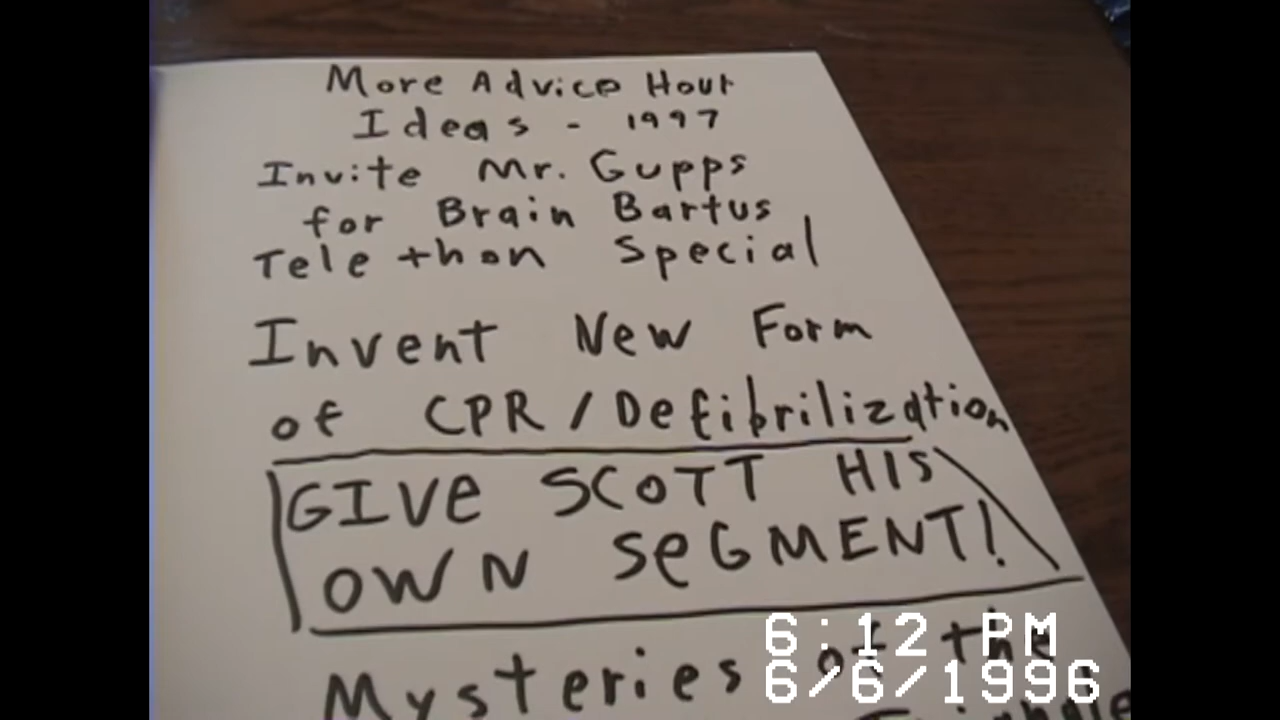 More Advice Hour
Ideas - 1997
Invite Mr. Gupps
for Brain Bartus
Telethon Special
Invent New Form
of CPR/Defibrilization
GIVE SCOTT HIS
OWN SEGMENT!
Mysteries of the
6:12 PM
6/6/1996